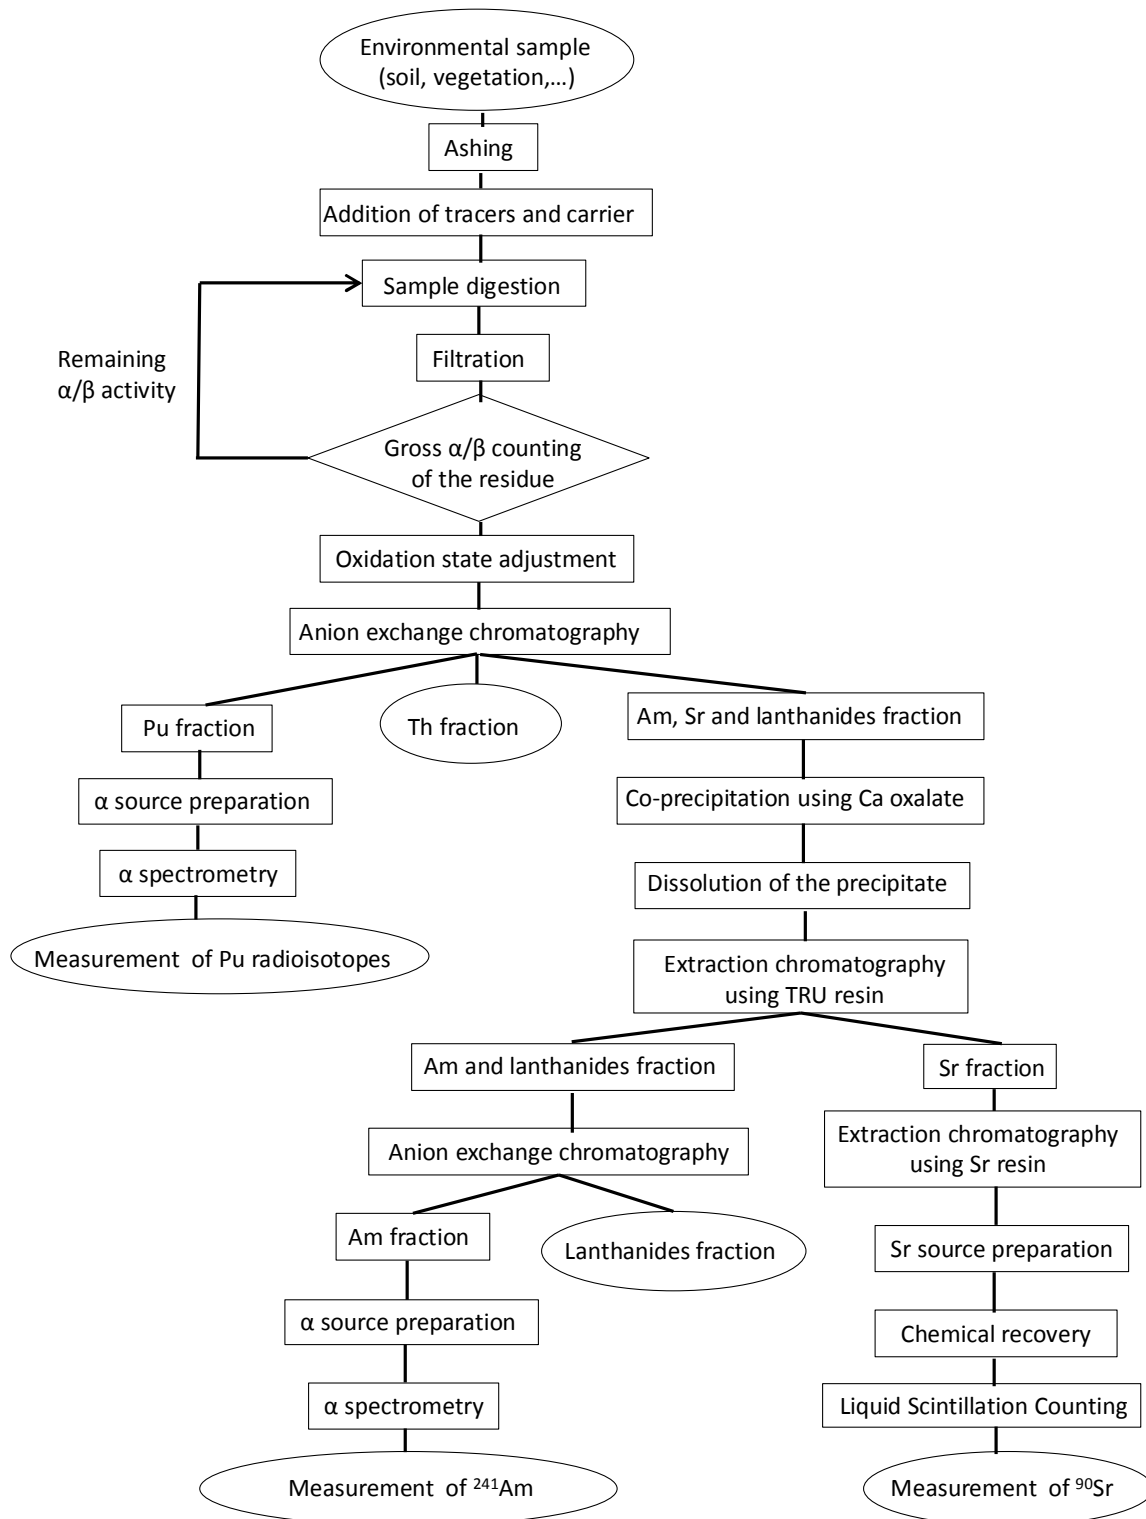 Environmental sample
(soil, vegetation,...)
Ashing
Addition of tracers and carrier
Sample digestion
Filtration
Remaining
α/β activity
Gross α/β counting
of the residue
Oxidation state adjustment
Anion exchange chromatography
Pu fraction
Th fraction
Am, Sr and lanthanides fraction
α source preparation
Co-precipitation using Ca oxalate
α spectrometry
Dissolution of the precipitate
Measurement of Pu radioisotopes
Extraction chromatography
using TRU resin
Am and lanthanides fraction
Sr fraction
Anion exchange chromatography
Extraction chromatography
using Sr resin
Am fraction
Lanthanides fraction
Sr source preparation
α source preparation
Chemical recovery
α spectrometry
Liquid Scintillation Counting
Measurement of ²⁴¹Am
Measurement of ⁹⁰Sr